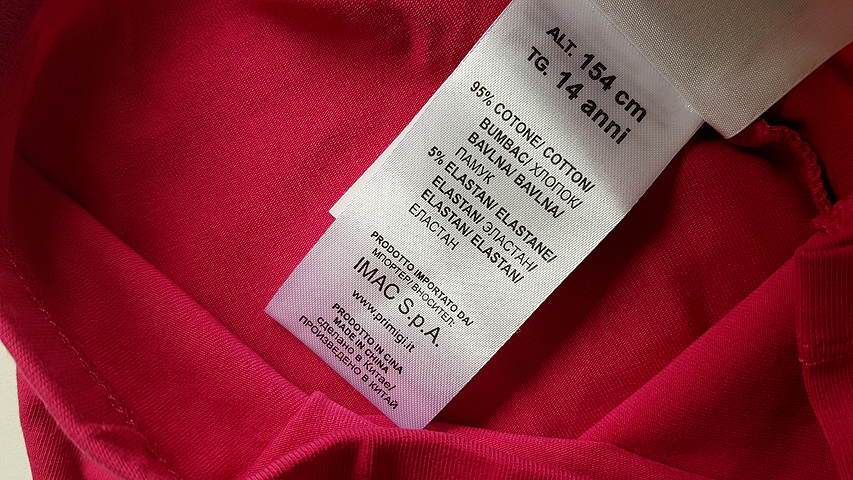 ALT. 154 cm
TG. 14 anni
95% COTONE/ COTTON/
BUMBAC/ ХЛОПОК/
BAVLNA/ BAVLNA/
ПАМУК
5% ELASTAN/ ELASTANE/
ELASTAN/ ЭЛАСТАН/
ELASTAN/ ELASTAN/
ЕЛАСТАН
PRODOTTO IMPORTATO DA/
МПОРТЕР/ ВНОСИТЕЛ:
IMAC S.p.A.
www.primigi.it
PRODOTTO IN CINA
MADE IN CHINA
сделано в Китае/
ПРОИЗВЕДЕНО В КИТАЙ